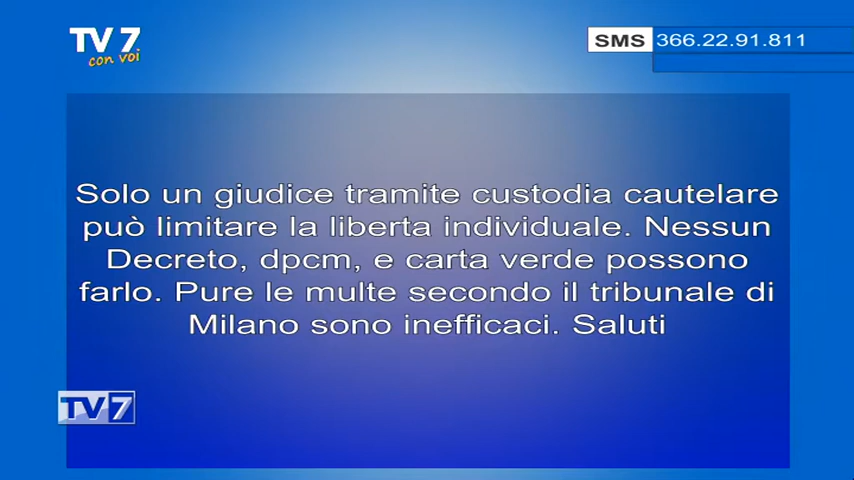 TV 7
con voi
SMS 366.22.91.811
Solo un giudice tramite custodia cautelare
può limitare la liberta individuale. Nessun
Decreto, dpcm, e carta verde possono
farlo. Pure le multe secondo il tribunale di
Milano sono inefficaci. Saluti
TV7